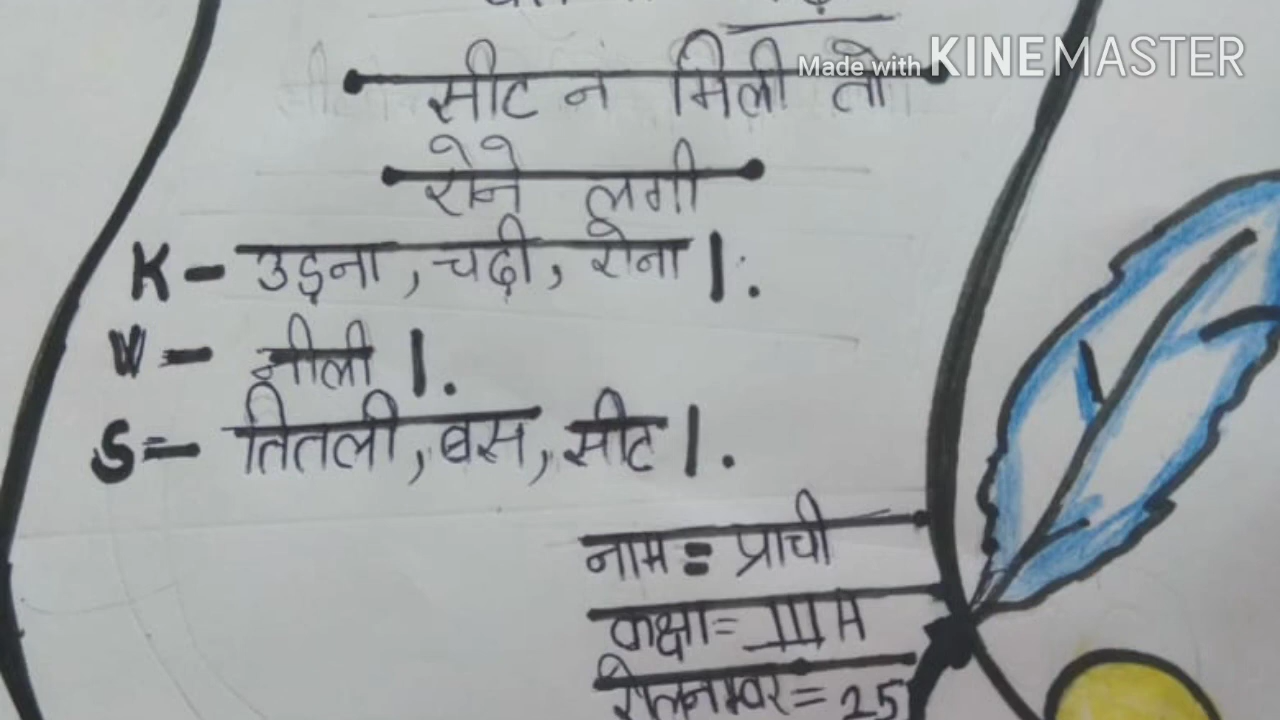 Made with KINEMASTER
सीट न मिली तो
रोने लगी
K - उड़ना, चढ़ी, रोना ।.
W - नीली ।.
S = तितली, बस, सीट ।.
नाम = प्राची
कक्षा = III A
रोलनम्बर = 25